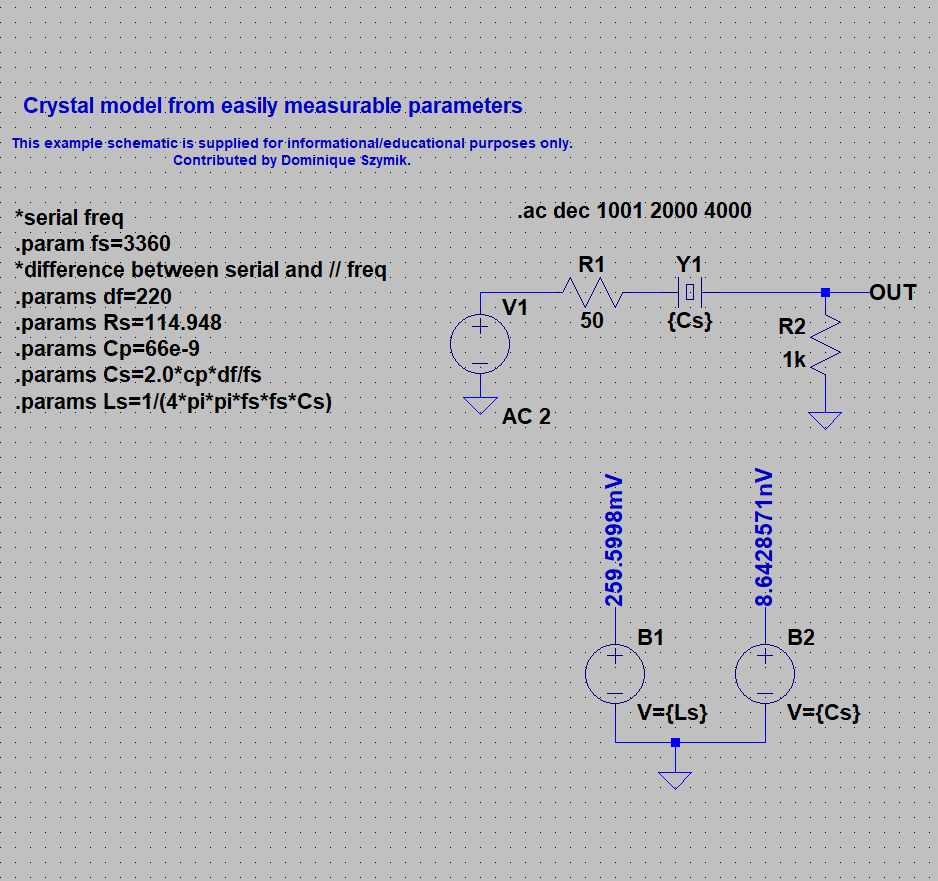 Crystal model from easily measurable parameters
This example schematic is supplied for informational/educational purposes only.
Contributed by Dominique Szymik.
*serial freq
.param fs=3360
*difference between serial and // freq
.params df=220
.params Rs=114.948
.params Cp=66e-9
.params Cs=2.0*cp*df/fs
.params Ls=1/(4*pi*pi*fs*fs*Cs)
.ac dec 1001 2000 4000
R1
Y1
V1
50
{Cs}
OUT
R2
1k
AC 2
259.5998mV
8.6428571nV
B1
B2
V={Ls}
V={Cs}